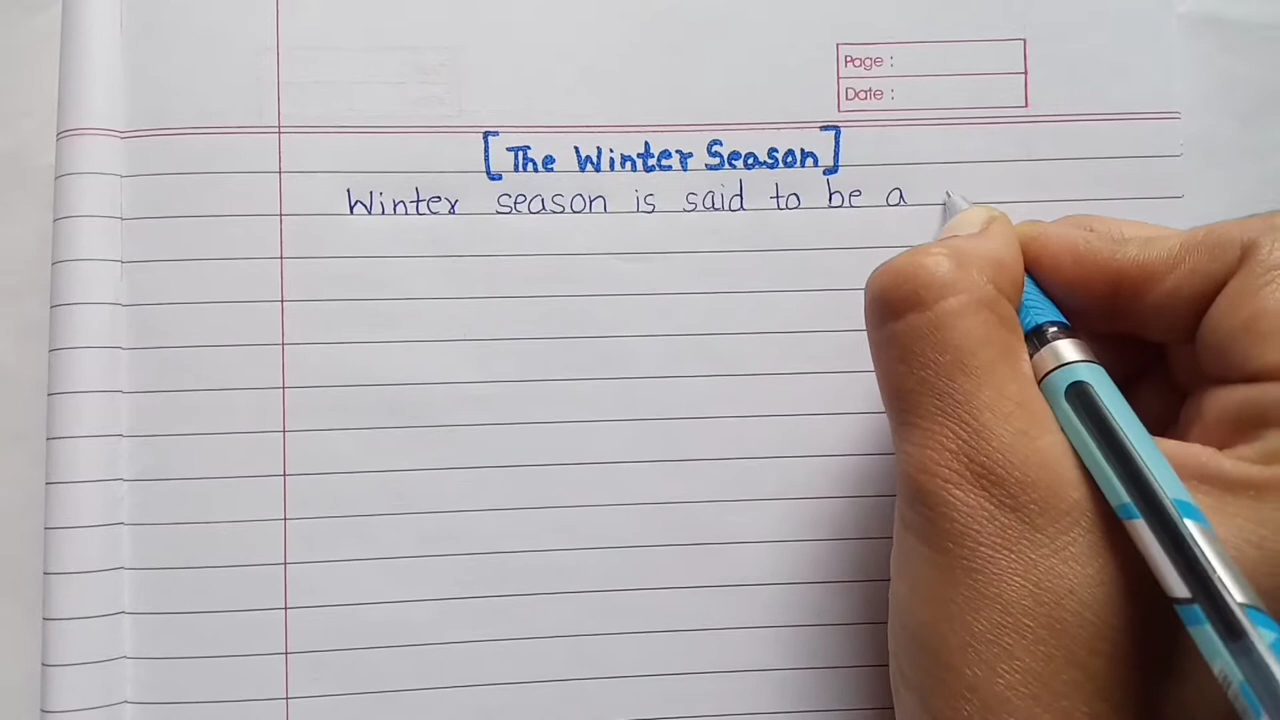 Page :
Date :
[The Winter Season]
Winter season is said to be a